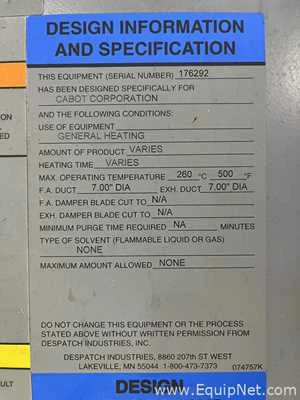 DESIGN INFORMATION
AND SPECIFICATION
THIS EQUIPMENT (SERIAL NUMBER) 176292
HAS BEEN DESIGNED SPECIFICALLY FOR
CABOT CORPORATION
AND THE FOLLOWING CONDITIONS:
USE OF EQUIPMENT
GENERAL HEATING
AMOUNT OF PRODUCT VARIES
HEATING TIME VARIES
MAX. OPERATING TEMPERATURE 260 °C 500 °F
F.A. DUCT 7.00" DIA EXH. DUCT 7.00" DIA
F.A. DAMPER BLADE CUT TO N/A
EXH. DAMPER BLADE CUT TO N/A
MINIMUM PURGE TIME REQUIRED NA MINUTES
TYPE OF SOLVENT (FLAMMABLE LIQUID OR GAS)
NONE
MAXIMUM AMOUNT ALLOWED NONE
DO NOT CHANGE THIS EQUIPMENT OR THE PROCESS
STATED ABOVE WITHOUT WRITTEN PERMISSION FROM
DESPATCH INDUSTRIES, INC.
DESPATCH INDUSTRIES, 8860 207th ST WEST
LAKEVILLE, MN 55044 1-800-473-7373 074757K
DESIGN
www.EquipNet.com